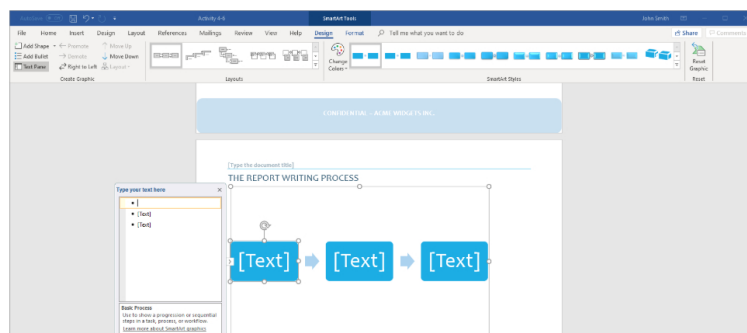 AutoSave
Activity 4-6
SmartArt Tools
John Smith
File Home Insert Design Layout References Mailings Review View Help Design Format Tell me what you want to do Share Comments
Add Shape Promote Move Up
Add Bullet Demote Move Down
Text Pane Right to Left Layout
Create Graphic
Layouts
Change
Colors
SmartArt Styles
Reset
Graphic
Reset
CONFIDENTIAL - ACME WIDGETS INC.
[Type the document title]
THE REPORT WRITING PROCESS
Type your text here
[Text]
[Text]
[Text]
[Text]
[Text]
Basic Process
Use to show a progression or sequential
steps in a task, process, or workflow.
Learn more about SmartArt graphics